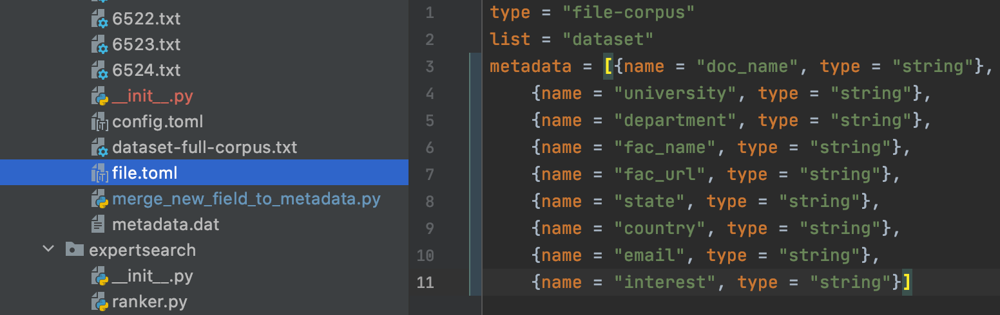 6522.txt
6523.txt
6524.txt
__init__.py
config.toml
dataset-full-corpus.txt
file.toml
merge_new_field_to_metadata.py
metadata.dat
expertsearch
__init__.py
ranker.py
1 type = "file-corpus"
2 list = "dataset"
3 metadata = [{name = "doc_name", type = "string"},
4 {name = "university", type = "string"},
5 {name = "department", type = "string"},
6 {name = "fac_name", type = "string"},
7 {name = "fac_url", type = "string"},
8 {name = "state", type = "string"},
9 {name = "country", type = "string"},
10 {name = "email", type = "string"},
11 {name = "interest", type = "string"}]